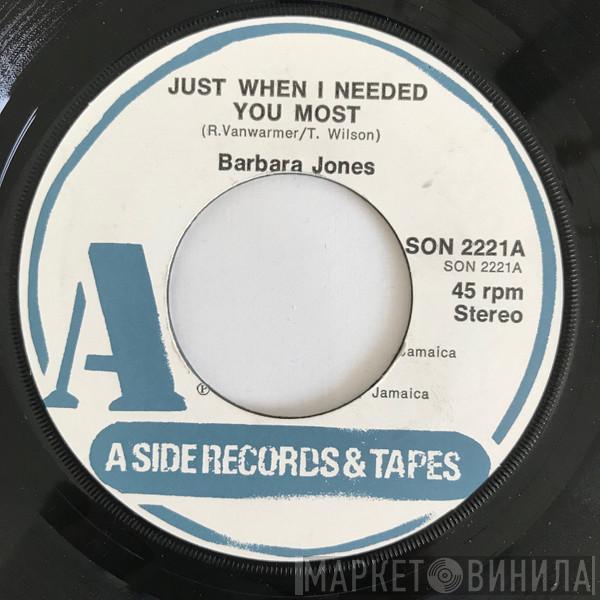 JUST WHEN I NEEDED
YOU MOST
(R.Vanwarmer/T. Wilson)
Barbara Jones
SON 2221A
SON 2221A
45 rpm
Stereo
Jamaica
℗ Jamaica
A
A SIDE RECORDS & TAPES
МАРКЕТ ВИНИЛА